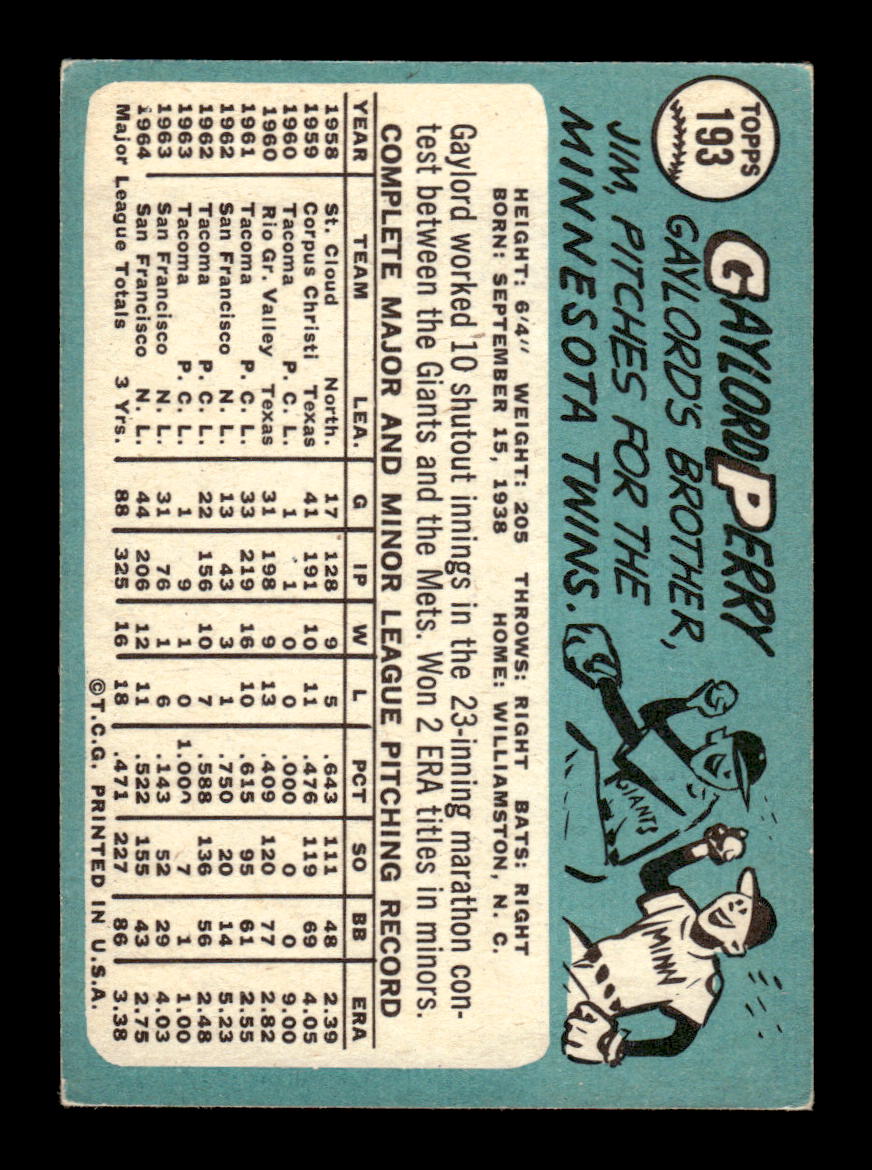 TOPPS
193
GAYLORD PERRY
GAYLORD'S BROTHER,
JIM, PITCHES FOR THE
MINNESOTA TWINS.
GIANTS
MINN
HEIGHT: 6'4" WEIGHT: 205 THROWS: RIGHT BATS: RIGHT
BORN: SEPTEMBER 15, 1938 HOME: WILLIAMSTON, N. C.
Gaylord worked 10 shutout innings in the 23-inning marathon con-
test between the Giants and the Mets. Won 2 ERA titles in minors.
COMPLETE MAJOR AND MINOR LEAGUE PITCHING RECORD
YEAR TEAM LEA. G IP W L PCT SO BB ERA
1958 St. Cloud North. 17 128 9 5 .643 111 48 2.39
1959 Corpus Christi Texas 41 191 10 11 .476 119 69 4.05
1960 Tacoma P. C. L. 1 1 0 0 .000 0 0 9.00
1960 Rio Gr. Valley Texas 31 198 9 13 .409 120 77 2.82
1961 Tacoma P. C. L. 33 219 16 10 .615 95 61 2.55
1962 San Francisco N. L. 13 43 3 1 .750 20 14 5.23
1962 Tacoma P. C. L. 22 156 10 7 .588 136 56 2.48
1963 Tacoma P. C. L. 1 9 1 0 1.000 7 1 1.00
1963 San Francisco N. L. 31 76 1 6 .143 52 29 4.03
1964 San Francisco N. L. 44 206 12 11 .522 155 43 2.75
Major League Totals 3 Yrs. 88 325 16 18 .471 227 86 3.38
©T.C.G. PRINTED IN U.S.A.